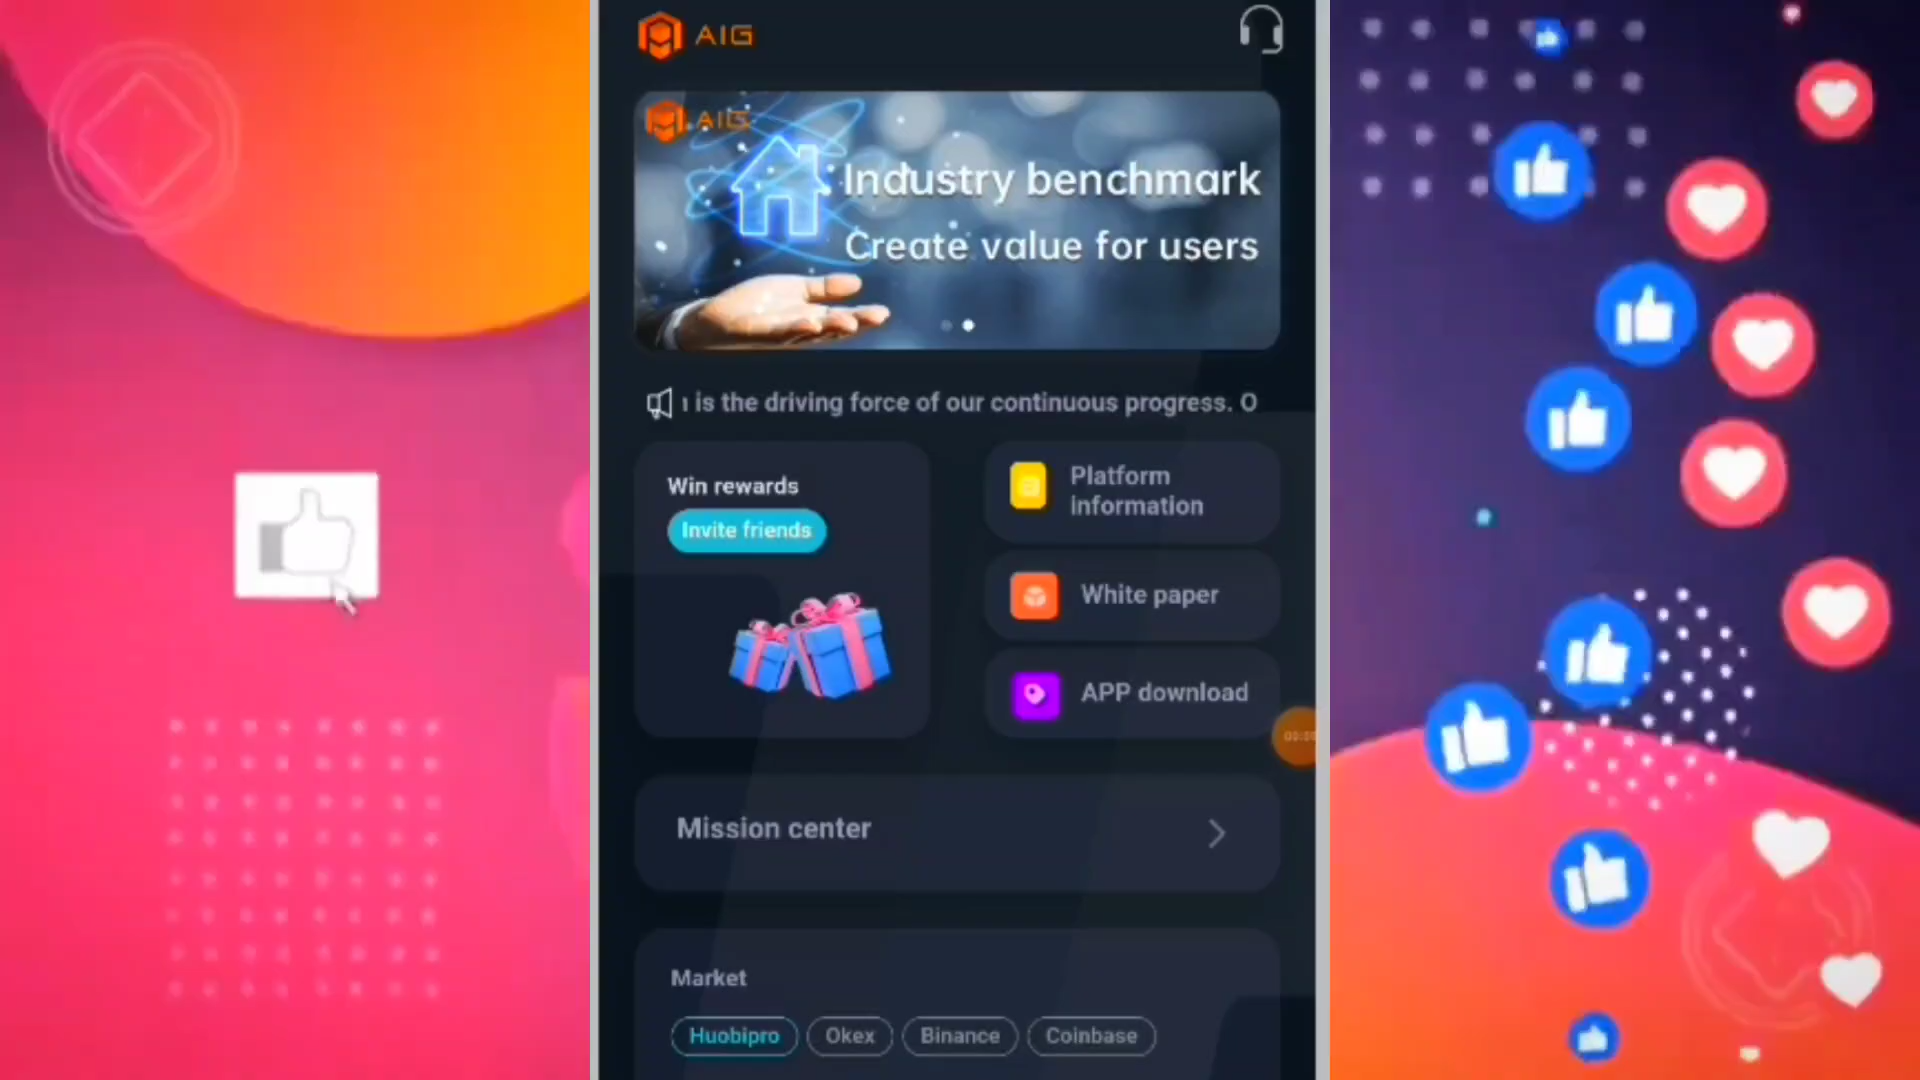 AIG
AIG
Industry benchmark
Create value for users
is the driving force of our continuous progress. O
Win rewards
Invite friends
Platform
information
White paper
APP download
Mission center
Market
Huobipro
Okex
Binance
Coinbase